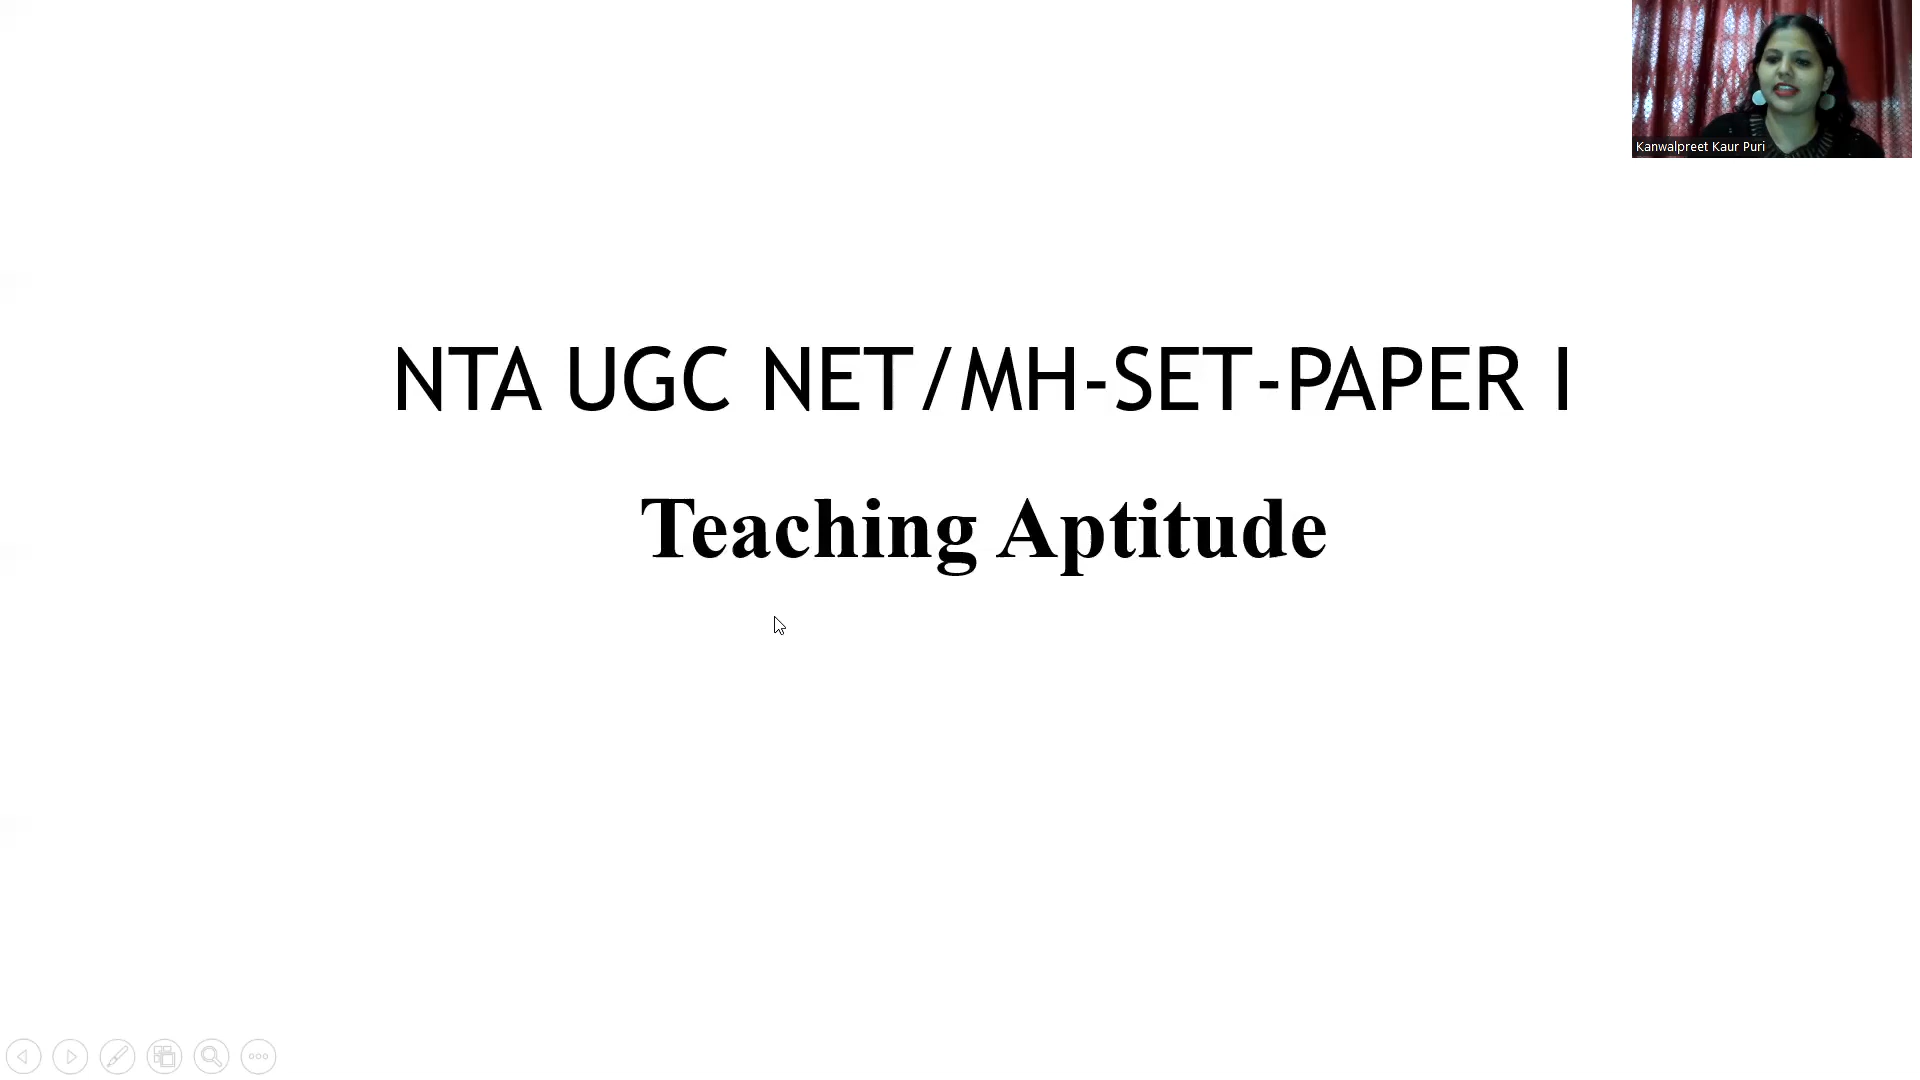 Kanwalpreet Kaur Puri
NTA UGC NET/MH-SET-PAPER I
Teaching Aptitude